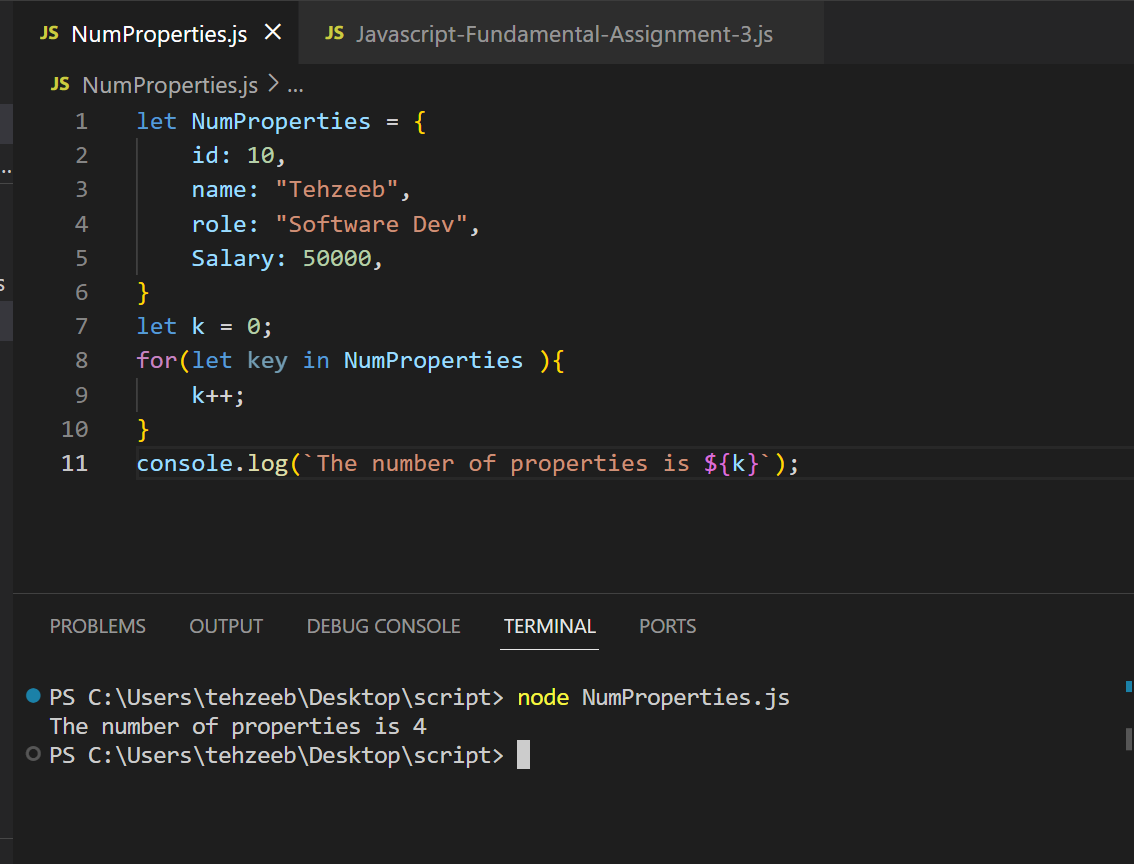 JS NumProperties.js × JS Javascript-Fundamental-Assignment-3.js
JS NumProperties.js > ...
1 let NumProperties = {
2 id: 10,
3 name: "Tehzeeb",
4 role: "Software Dev",
5 Salary: 50000,
6 }
7 let k = 0;
8 for(let key in NumProperties ){
9 k++;
10 }
11 console.log(`The number of properties is ${k}`);
PROBLEMS OUTPUT DEBUG CONSOLE TERMINAL PORTS
PS C:\Users\tehzeeb\Desktop\script> node NumProperties.js
The number of properties is 4
PS C:\Users\tehzeeb\Desktop\script>